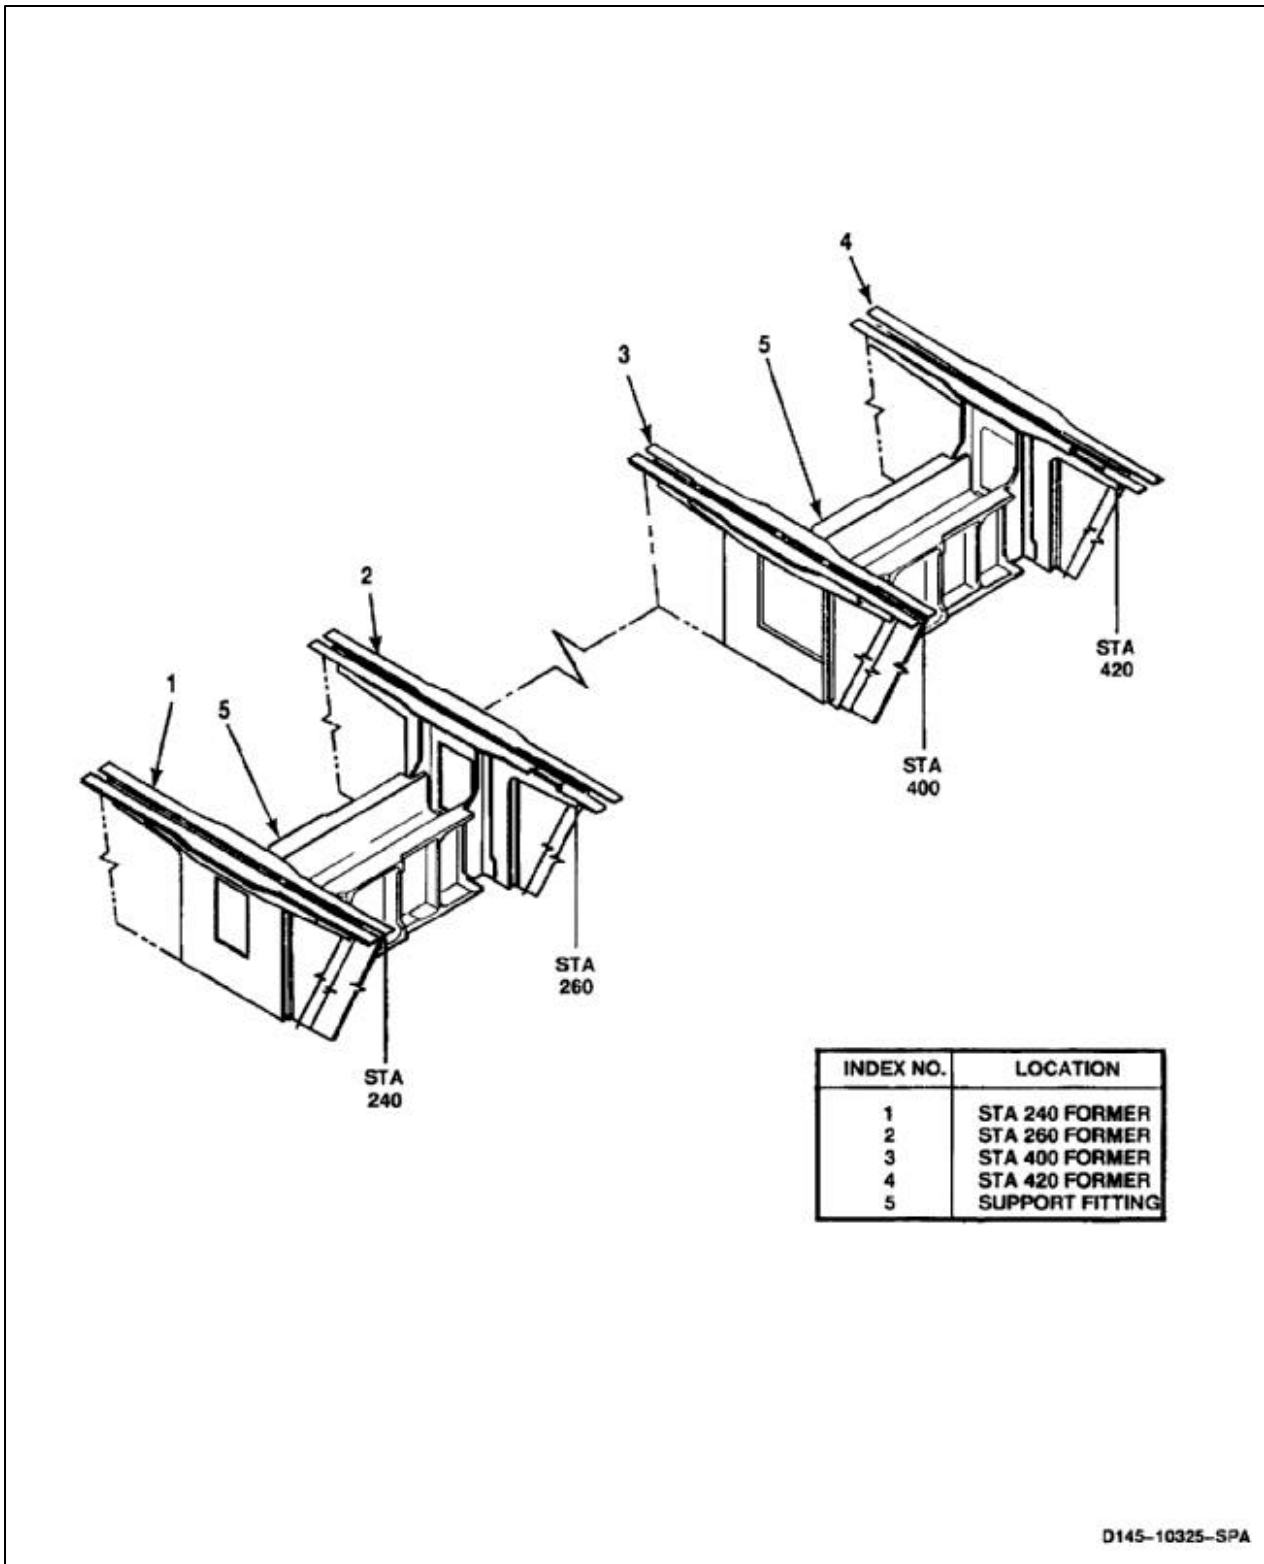 4
3
5
2
1
5
STA
420
STA
400
STA
260
STA
240
INDEX NO. LOCATION
1 STA 240 FORMER
2 STA 260 FORMER
3 STA 400 FORMER
4 STA 420 FORMER
5 SUPPORT FITTING
D145-10325-SPA